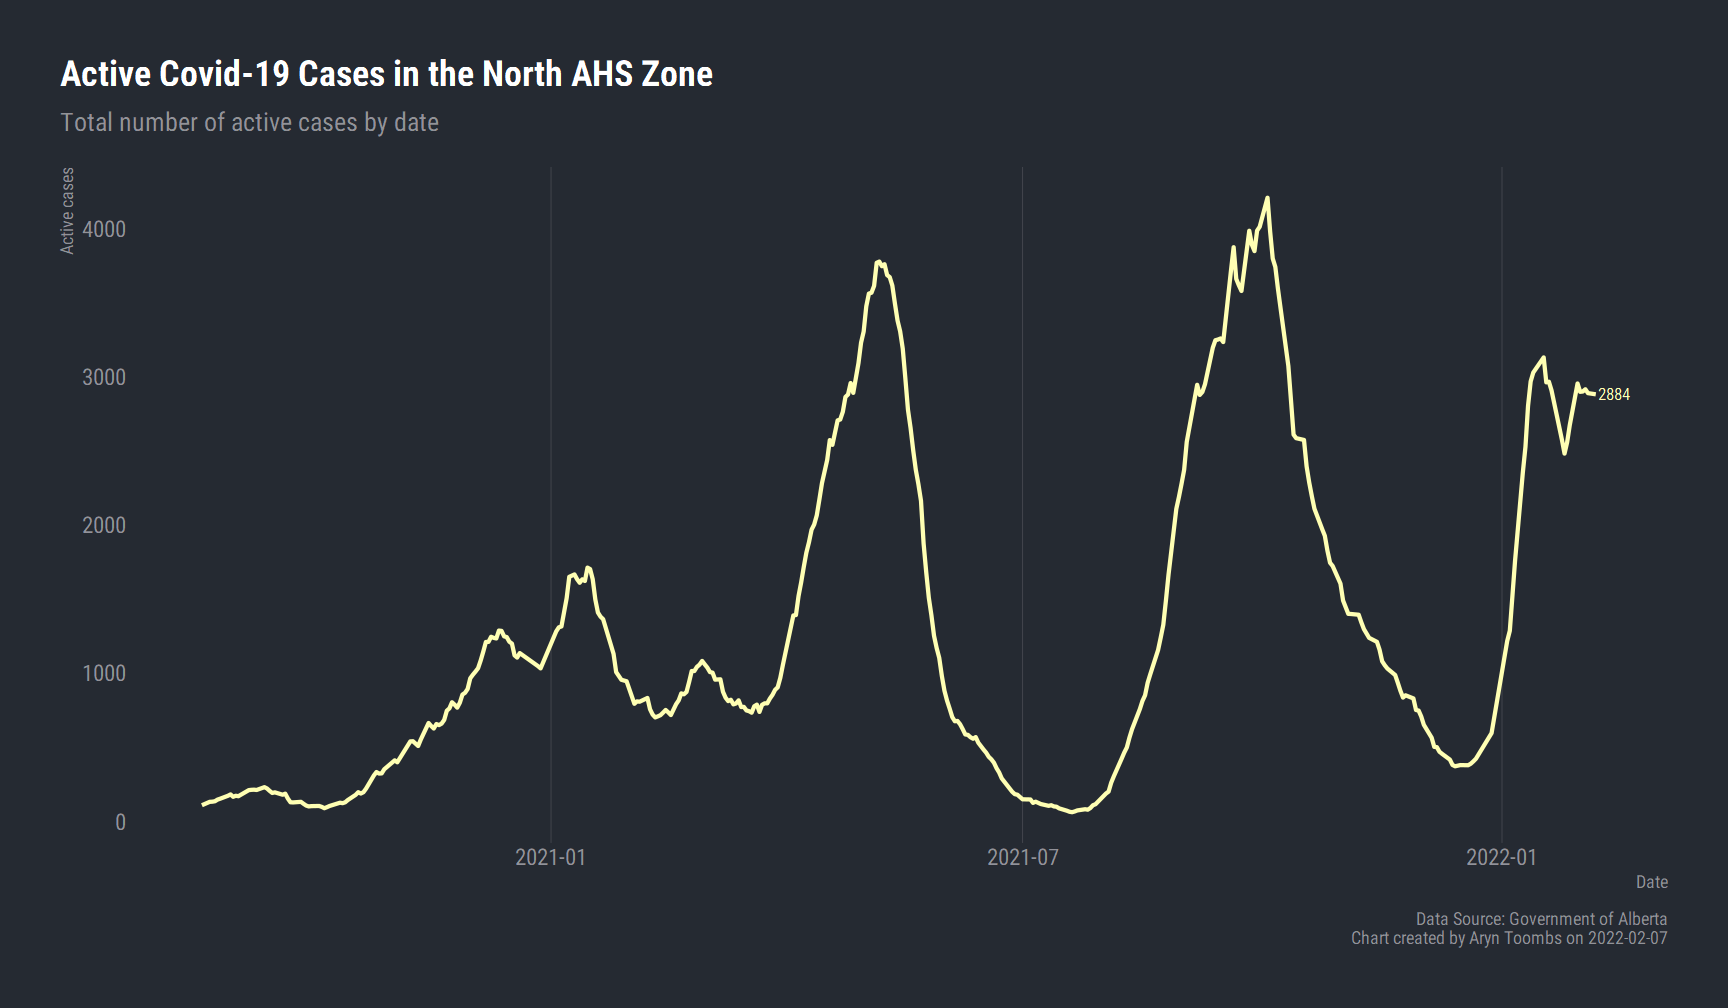 Active Covid-19 Cases in the North AHS Zone
Total number of active cases by date
Active cases
4000
3000
2000
1000
0
2884
2021-01
2021-07
2022-01
Date
Data Source: Government of Alberta
Chart created by Aryn Toombs on 2022-02-07